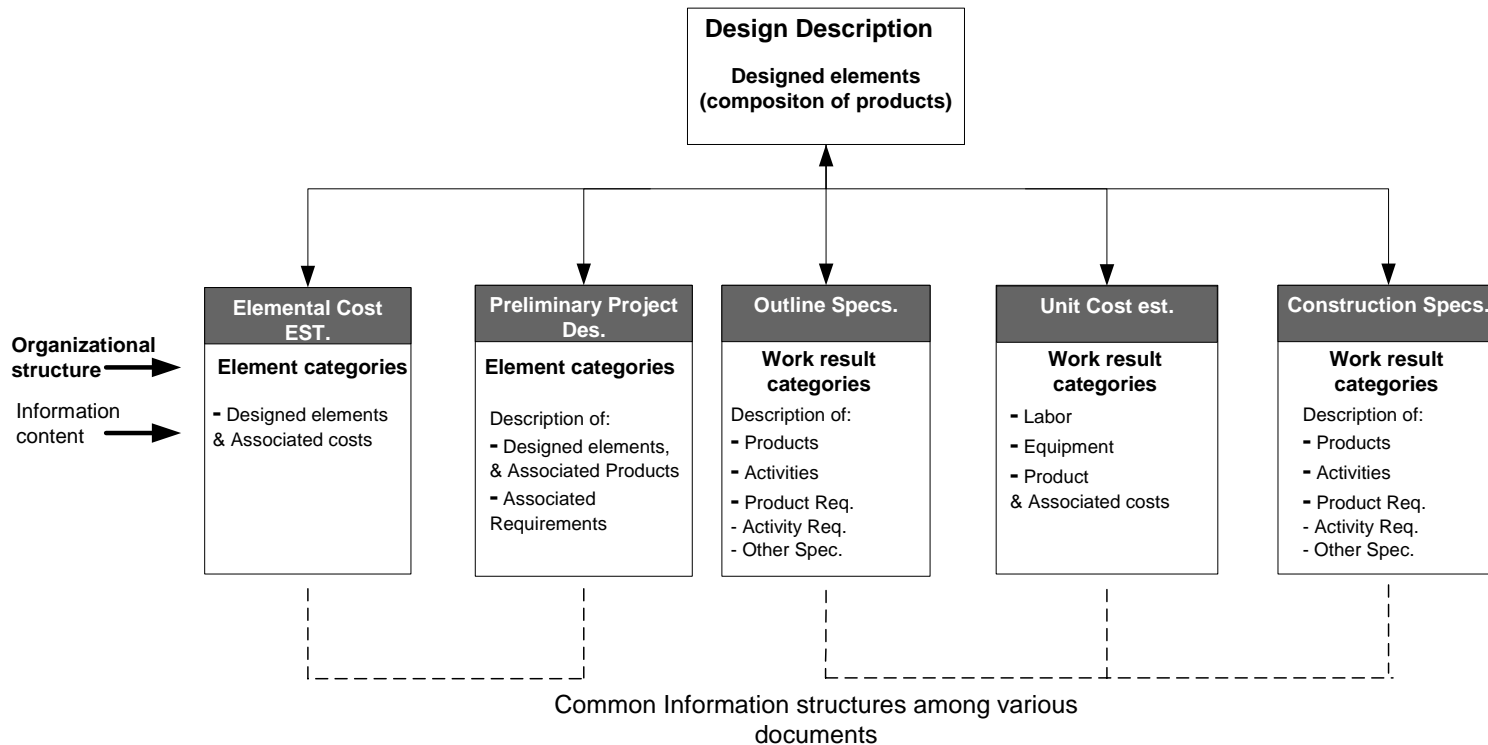 Design Description
Designed elements
(compositon of products)
Organizational
structure
Information
content
Elemental Cost
EST.
Element categories
- Designed elements
& Associated costs
Preliminary Project
Des.
Element categories
Description of:
- Designed elements,
& Associated Products
- Associated
Requirements
Outline Specs.
Work result
categories
Description of:
- Products
- Activities
- Product Req.
- Activity Req.
- Other Spec.
Unit Cost est.
Work result
categories
- Labor
- Equipment
- Product
& Associated costs
Construction Specs.
Work result
categories
Description of:
- Products
- Activities
- Product Req.
- Activity Req.
- Other Spec.
Common Information structures among various
documents